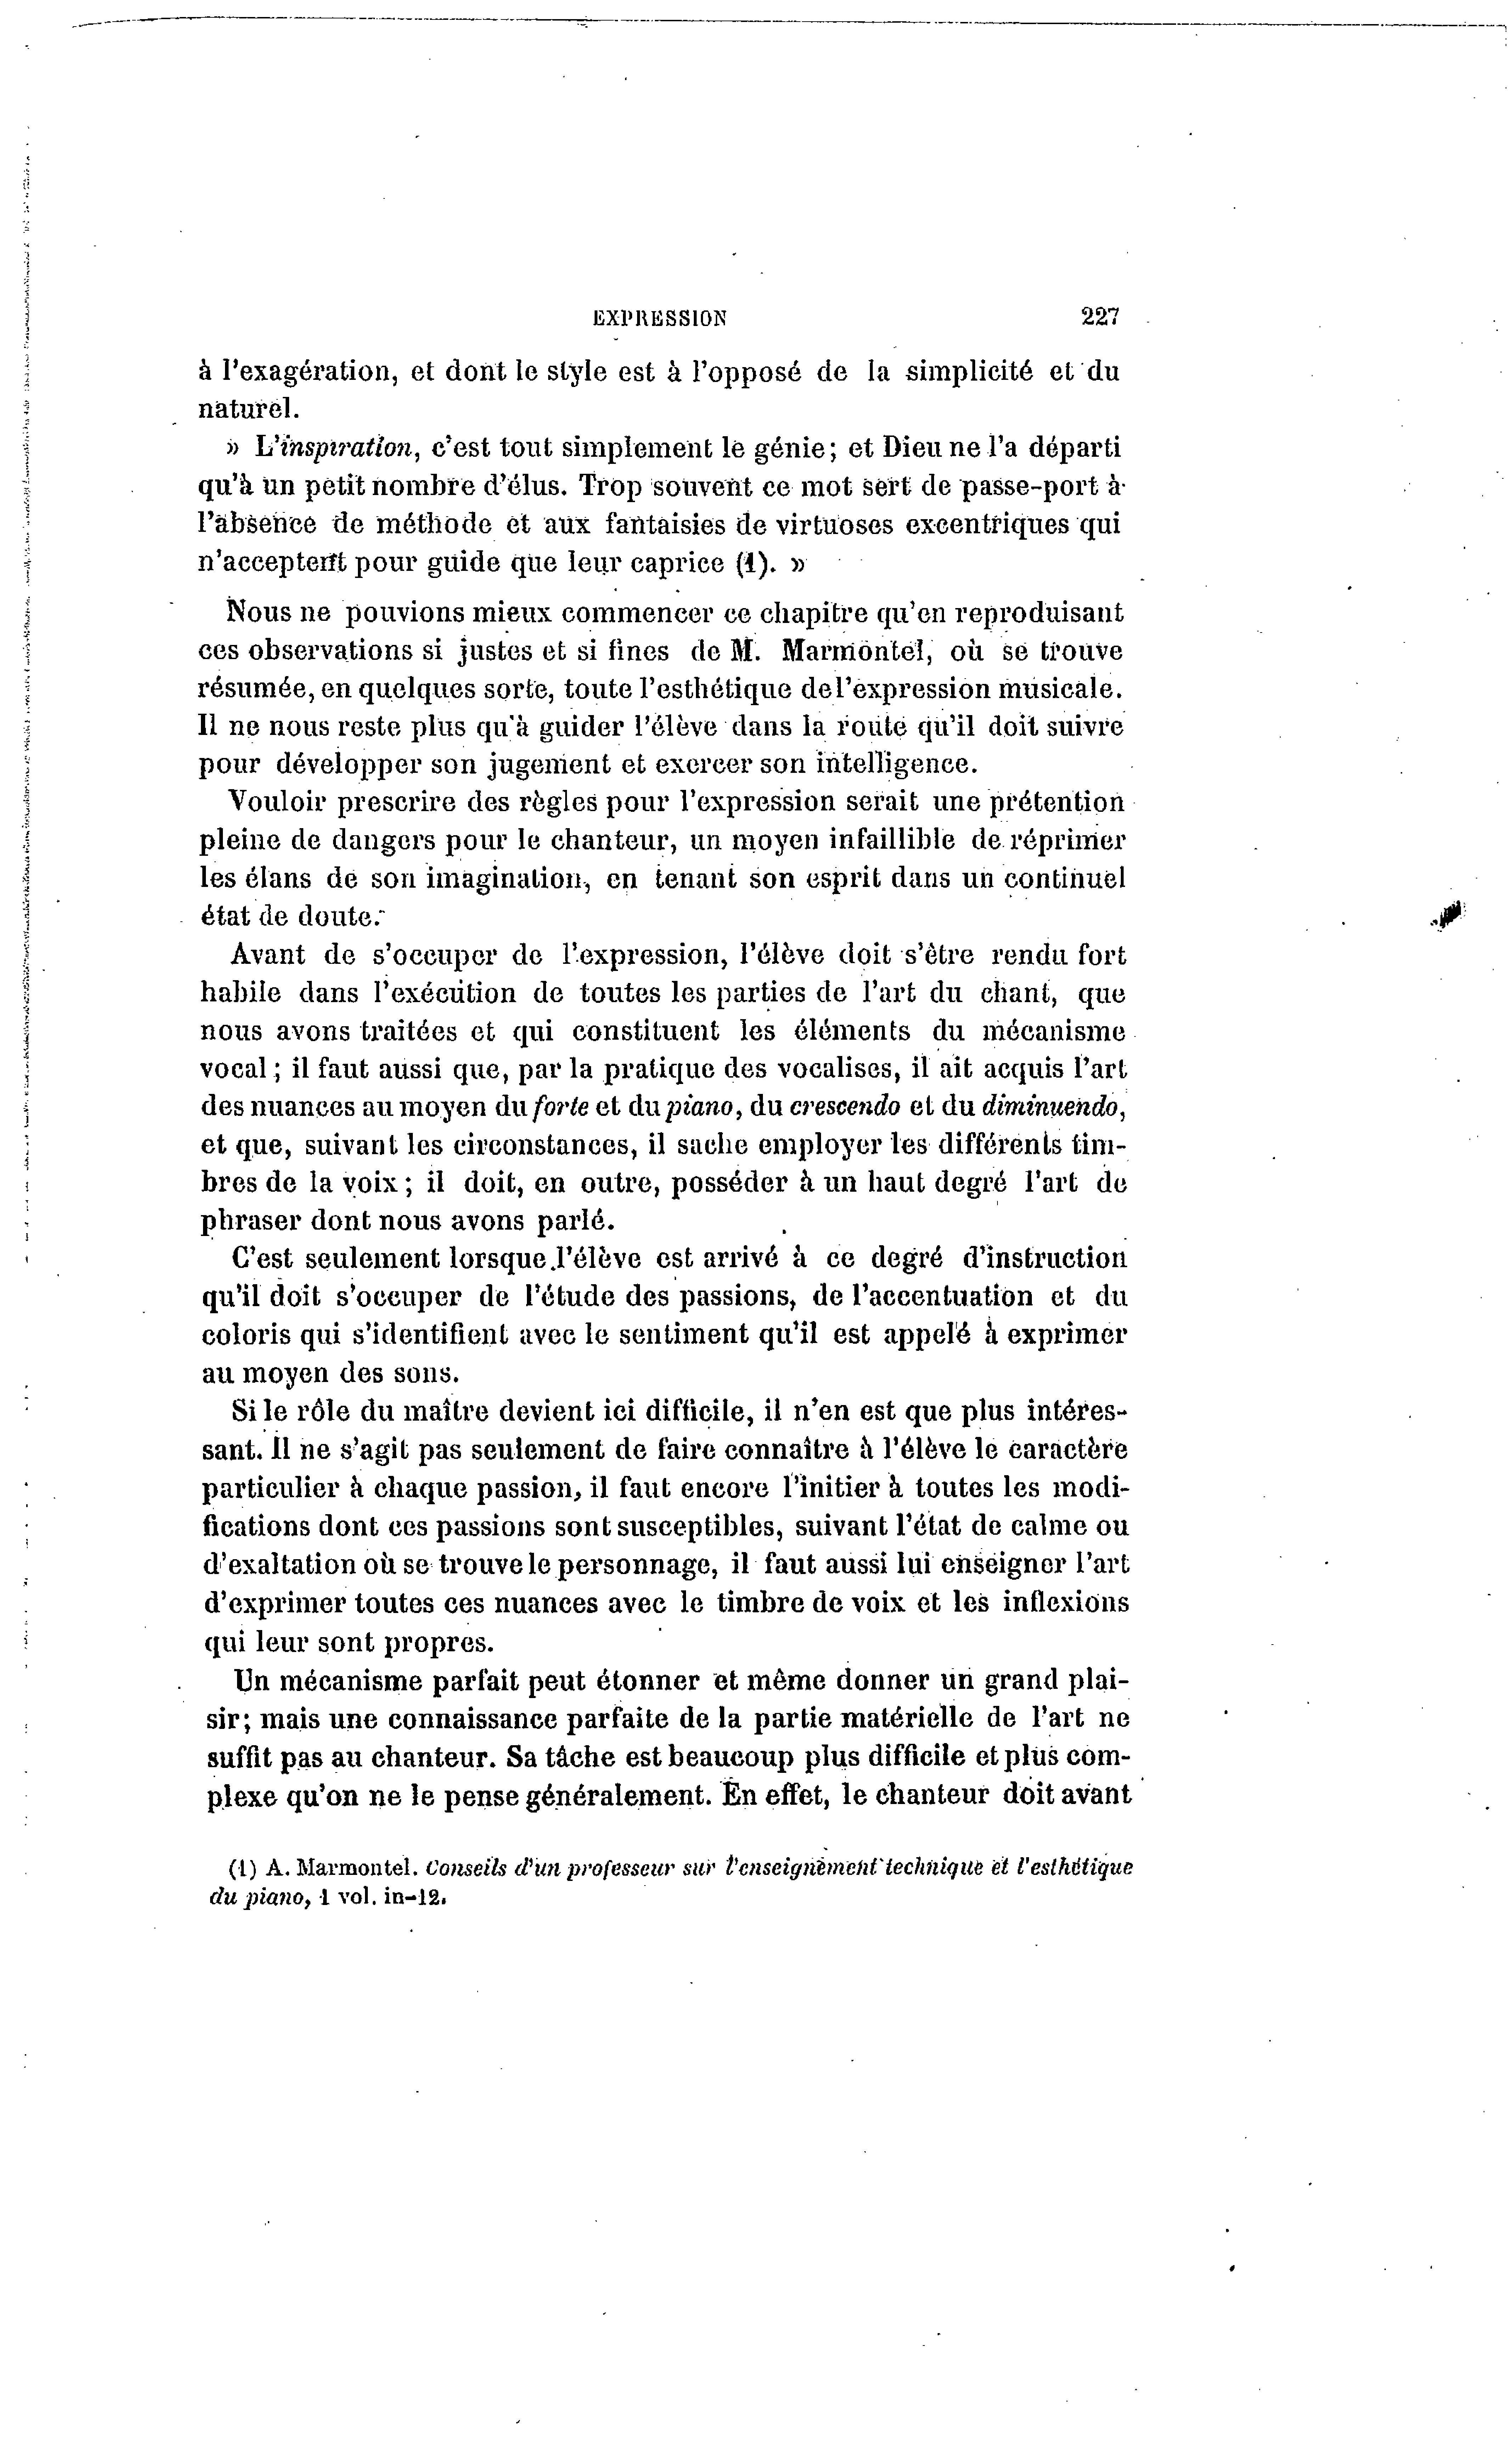 EXPRESSION 227
à l'exagération, et dont le style est à l'opposé de la simplicité et du
naturel.
» L'inspiration, c'est tout simplement le génie; et Dieu ne l'a départi
qu'à un petit nombre d'élus. Trop souvent ce mot sert de passe-port à
l'absence de méthode et aux fantaisies de virtuoses excentriques qui
n'acceptent pour guide que leur caprice (1). »
Nous ne pouvions mieux commencer ce chapitre qu'en reproduisant
ces observations si justes et si fines de M. Marmontel, où se trouve
résumée, en quelques sorte, toute l'esthétique de l'expression musicale.
Il ne nous reste plus qu'à guider l'élève dans la route qu'il doit suivre
pour développer son jugement et exercer son intelligence.
Vouloir prescrire des règles pour l'expression serait une prétention
pleine de dangers pour le chanteur, un moyen infaillible de réprimer
les élans de son imagination, en tenant son esprit dans un continuel
état de doute.
Avant de s'occuper de l'expression, l'élève doit s'être rendu fort
habile dans l'exécution de toutes les parties de l'art du chant, que
nous avons traitées et qui constituent les éléments du mécanisme
vocal; il faut aussi que, par la pratique des vocalises, il ait acquis l'art
des nuances au moyen du forte et du piano, du crescendo et du diminuendo,
et que, suivant les circonstances, il sache employer les différents tim-
bres de la voix; il doit, en outre, posséder à un haut degré l'art de
phraser dont nous avons parlé.
C'est seulement lorsque l'élève est arrivé à ce degré d'instruction
qu'il doit s'occuper de l'étude des passions, de l'accentuation et du
coloris qui s'identifient avec le sentiment qu'il est appelé à exprimer
au moyen des sons.
Si le rôle du maître devient ici difficile, il n'en est que plus intéres-
sant. Il ne s'agit pas seulement de faire connaître à l'élève le caractère
particulier à chaque passion, il faut encore l'initier à toutes les modi-
fications dont ces passions sont susceptibles, suivant l'état de calme ou
d'exaltation où se trouve le personnage, il faut aussi lui enseigner l'art
d'exprimer toutes ces nuances avec le timbre de voix et les inflexions
qui leur sont propres.
Un mécanisme parfait peut étonner et même donner un grand plai-
sir; mais une connaissance parfaite de la partie matérielle de l'art ne
suffit pas au chanteur. Sa tâche est beaucoup plus difficile et plus com-
plexe qu'on ne le pense généralement. En effet, le chanteur doit avant
(1) A. Marmontel. Conseils d'un professeur sur l'enseignement technique et l'esthétique
du piano, 1 vol. in-12.